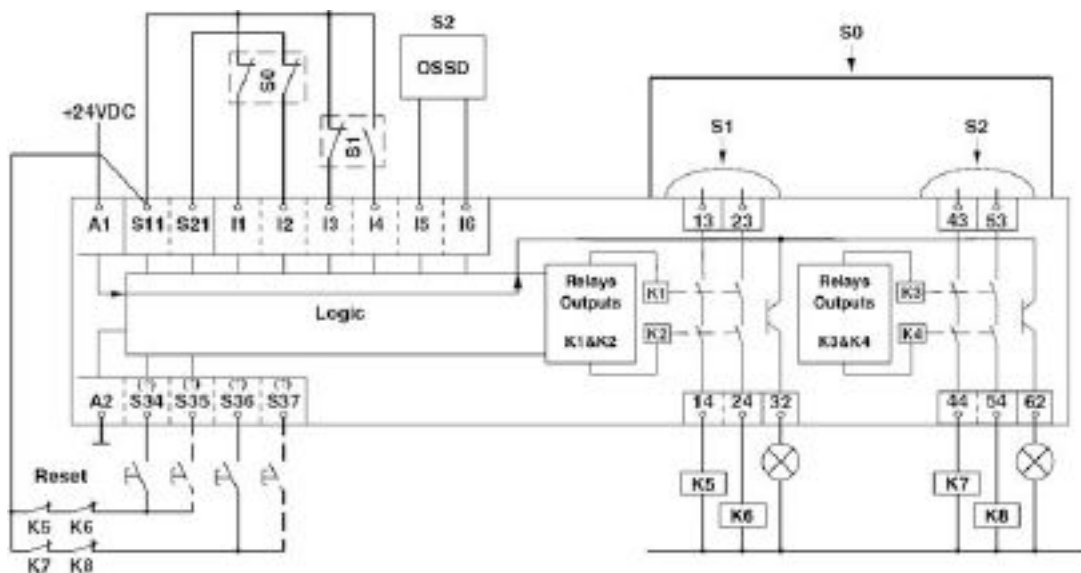 S2
OSSD
S0
S0
S1
+24VDC
S1
S2
A1 S11 S21 I1 I2 I3 I4 I5 I6
13 23
43 53
Logic
Relays
Outputs
K1&K2
K1
K2
Relays
Outputs
K3&K4
K3
K4
A2 S34 S35 S36 S37
14 24 32
44 54 62
Reset
K5 K6
K7 K8
K5
K6
K7
K8